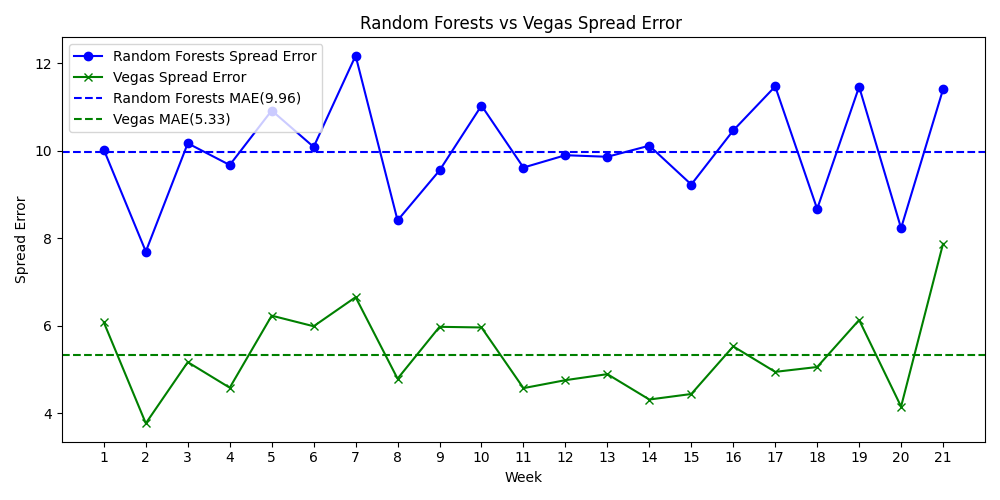 Random Forests vs Vegas Spread Error
Random Forests Spread Error
Vegas Spread Error
Random Forests MAE(9.96)
Vegas MAE(5.33)
Spread Error
12
10
8
6
4
1 2 3 4 5 6 7 8 9 10 11 12 13 14 15 16 17 18 19 20 21
Week